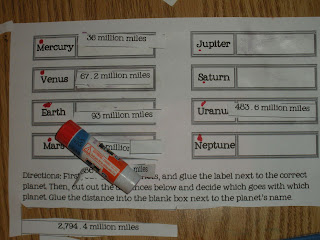 Mercury 36 million miles
Jupiter
Venus 67.2 million miles
Saturn
Earth 93 million miles
Uranu 483.6 million miles
Mars
Neptune
Directions: Firs and glue the label next to the correct
planet. Then, cut out the ances below and decide which goes with which
planet. Glue the distance into the blank box next to the planet's name.
2,794.4 million miles